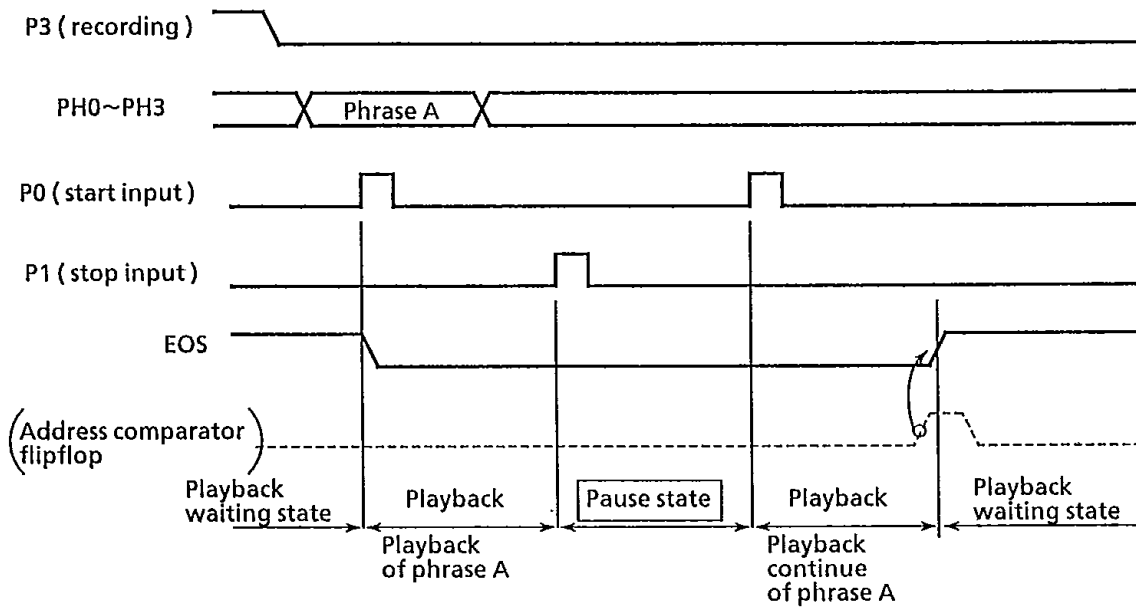 P3 ( recording )
PH0~PH3
Phrase A
P0 ( start input )
P1 ( stop input )
EOS
(Address comparator
flipflop)
Playback
waiting state
Playback
Pause state
Playback
Playback
waiting state
Playback
of phrase A
Playback
continue
of phrase A